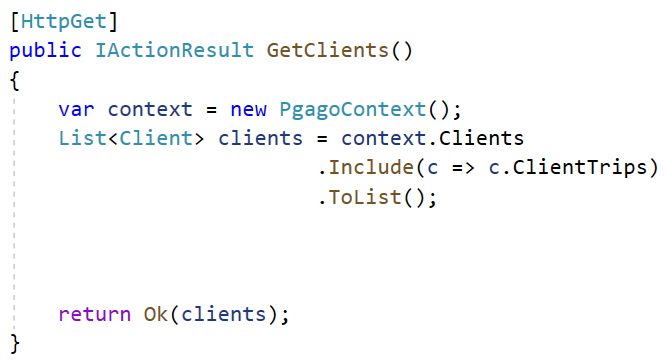 [HttpGet]
public IActionResult GetClients()
{
    var context = new PgagoContext();
    List<Client> clients = context.Clients
                           .Include(c => c.ClientTrips)
                           .ToList();
    return Ok(clients);
}